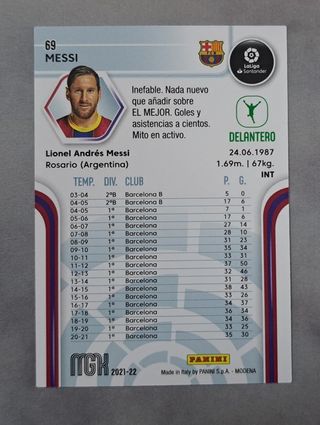 69
MESSI
LaLiga
Santander
Inefable. Nada nuevo
que añadir sobre
EL MEJOR. Goles y
asistencias a cientos.
Mito en activo.
DELANTERO
Lionel Andrés Messi
Rosario (Argentina)
24.06.1987
1.69m. | 67kg.
INT
TEMP. DIV. CLUB P. G.
03-04 2ªB Barcelona B 5 0
04-05 2ªB Barcelona B 17 6
04-05 1ª Barcelona 7 1
05-06 1ª Barcelona 17 6
06-07 1ª Barcelona 26 14
07-08 1ª Barcelona 28 10
08-09 1ª Barcelona 31 23
09-10 1ª Barcelona 35 34
10-11 1ª Barcelona 33 31
11-12 1ª Barcelona 37 50
12-13 1ª Barcelona 32 46
13-14 1ª Barcelona 31 28
14-15 1ª Barcelona 38 43
15-16 1ª Barcelona 33 26
16-17 1ª Barcelona 34 37
17-18 1ª Barcelona 36 34
18-19 1ª Barcelona 34 36
19-20 1ª Barcelona 33 25
20-21 1ª Barcelona 35 30
MGK 2021-22
PANINI
Made in Italy by PANINI S.p.A. - MODENA